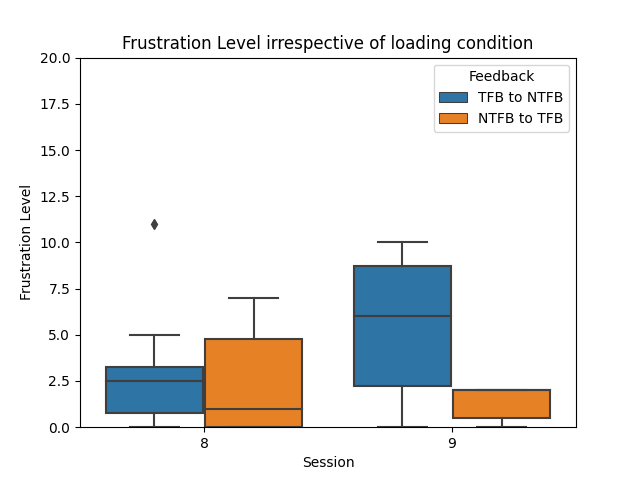 Frustration Level irrespective of loading condition
20.0
17.5
15.0
12.5
10.0
7.5
5.0
2.5
0.0
Frustration Level
Feedback
TFB to NTFB
NTFB to TFB
8
9
Session